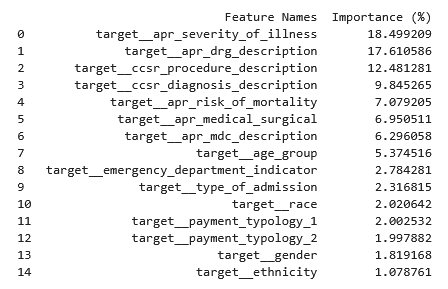 Feature Names Importance (%)
0 target__apr_severity_of_illness 18.499209
1 target__apr_drg_description 17.610586
2 target__ccsr_procedure_description 12.481281
3 target__ccsr_diagnosis_description 9.845265
4 target__apr_risk_of_mortality 7.079205
5 target__apr_medical_surgical 6.950511
6 target__apr_mdc_description 6.296058
7 target__age_group 5.374516
8 target__emergency_department_indicator 2.784281
9 target__type_of_admission 2.316815
10 target__race 2.020642
11 target__payment_typology_1 2.002532
12 target__payment_typology_2 1.997882
13 target__gender 1.819168
14 target__ethnicity 1.078761